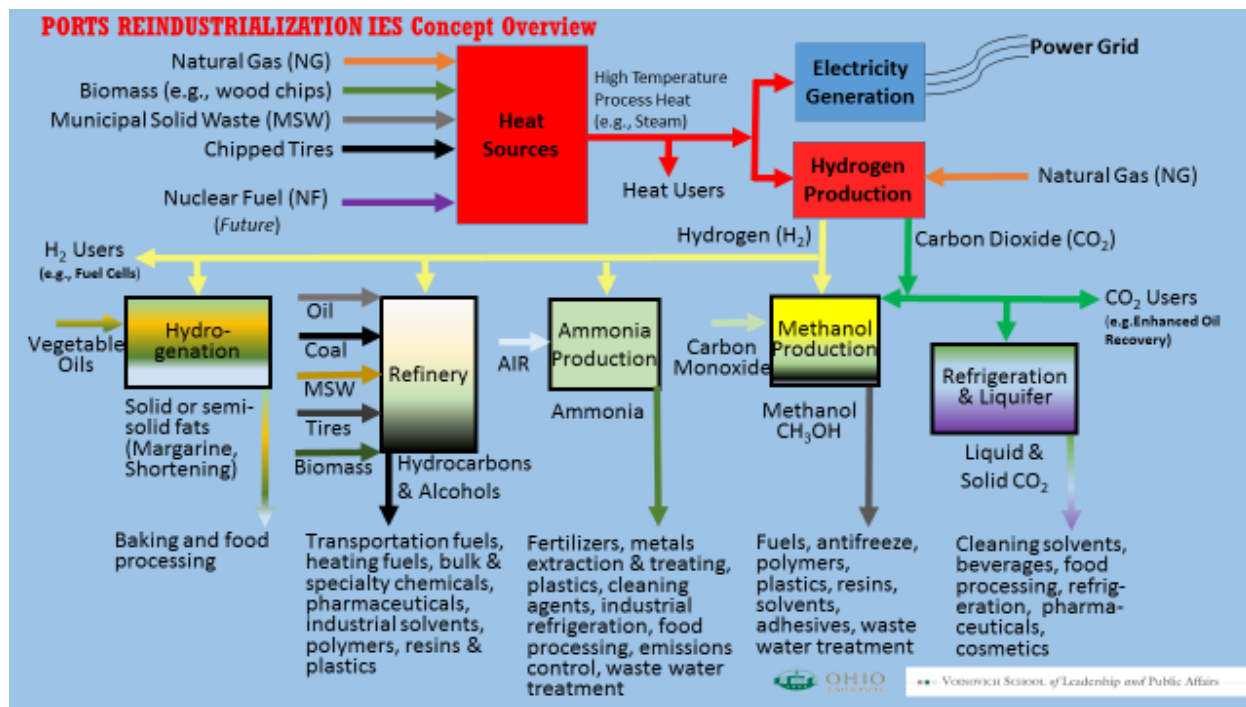 PORTS REINDUSTRIALIZATION IES Concept Overview
Natural Gas (NG)
Biomass (e.g., wood chips)
Municipal Solid Waste (MSW)
Chipped Tires
Nuclear Fuel (NF)
(Future)
Heat
Sources
High Temperature
Process Heat
(e.g., Steam)
Heat Users
Electricity
Generation
Power Grid
Hydrogen
Production
Natural Gas (NG)
Hydrogen (H₂)
Carbon Dioxide (CO₂)
H₂ Users
(e.g., Fuel Cells)
CO₂ Users
(e.g.Enhanced Oil
Recovery)
Vegetable
Oils
Hydro-
genation
Solid or semi-
solid fats
(Margarine,
Shortening)
Baking and food
processing
Oil
Coal
MSW
Tires
Biomass
Refinery
Hydrocarbons
& Alcohols
Transportation fuels,
heating fuels, bulk &
specialty chemicals,
pharmaceuticals,
industrial solvents,
polymers, resins &
plastics
AIR
Ammonia
Production
Ammonia
Fertilizers, metals
extraction & treating,
plastics, cleaning
agents, industrial
refrigeration, food
processing, emissions
control, waste water
treatment
Carbon
Monoxide
Methanol
Production
Methanol
CH₃OH
Fuels, antifreeze,
polymers,
plastics, resins,
solvents,
adhesives, waste
water treatment
Refrigeration
& Liquifer
Liquid &
Solid CO₂
Cleaning solvents,
beverages, food
processing, refrig-
eration, pharma-
ceuticals,
cosmetics
OHIO
UNIVERSITY
VOINOVICH SCHOOL of Leadership and Public Affairs